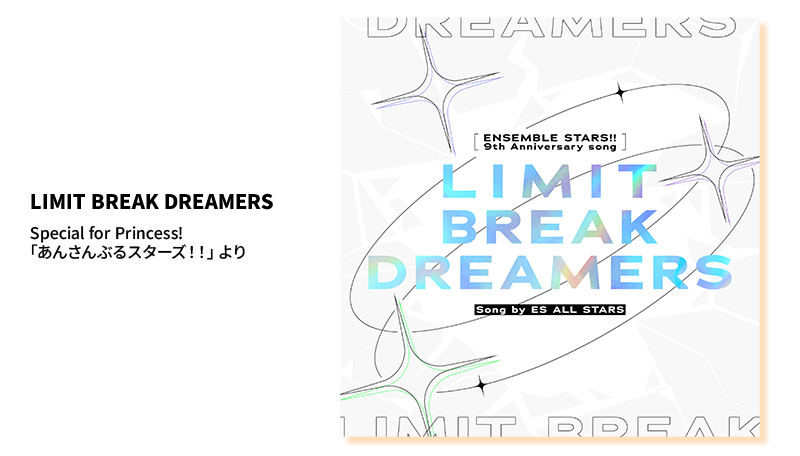 LIMIT BREAK DREAMERS
Special for Princess!
「あんさんぶるスターズ！！」より
DREAMERS
[ ENSEMBLE STARS!!
9th Anniversary song ]
LIMIT
BREAK
DREAMERS
Song by ES ALL STARS
LIMIT BREAK